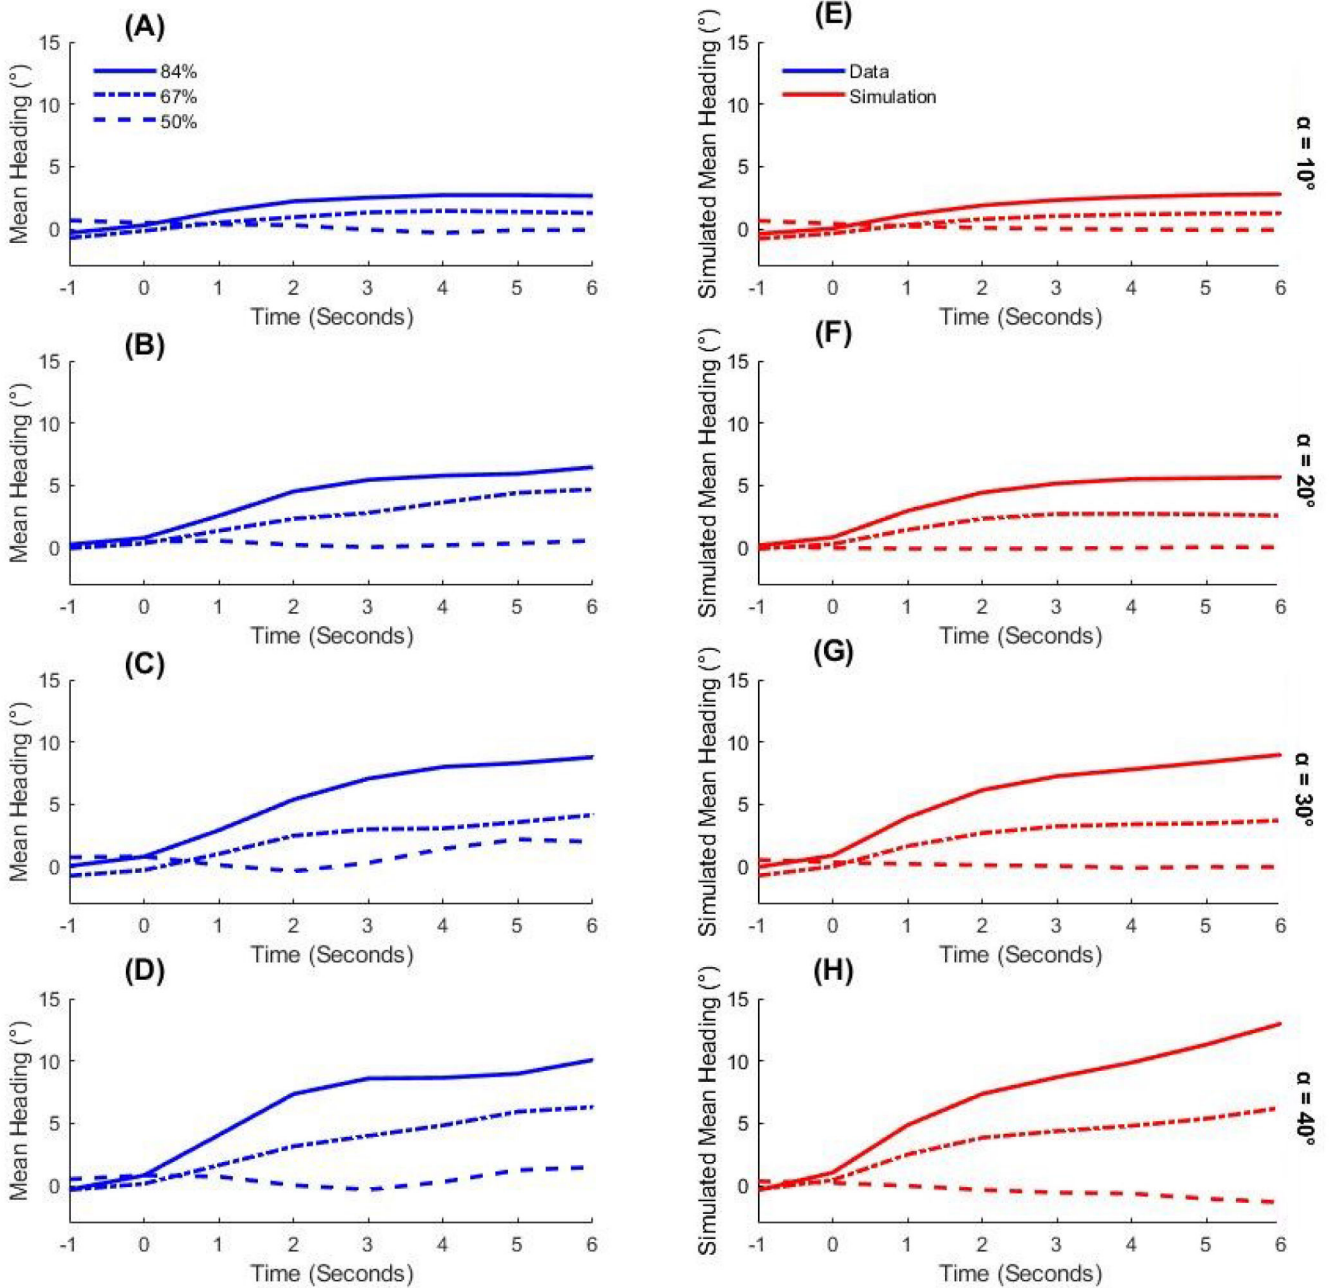 (A)
Mean Heading (°)
15
10
5
0
84%
67%
50%
-1 0 1 2 3 4 5 6
Time (Seconds)
(E)
Simulated Mean Heading (°)
15
10
5
0
Data
Simulation
-1 0 1 2 3 4 5 6
Time (Seconds)
α = 10°
(B)
Mean Heading (°)
15
10
5
0
-1 0 1 2 3 4 5 6
Time (Seconds)
(F)
Simulated Mean Heading (°)
15
10
5
0
-1 0 1 2 3 4 5 6
Time (Seconds)
α = 20°
(C)
Mean Heading (°)
15
10
5
0
-1 0 1 2 3 4 5 6
Time (Seconds)
(G)
Simulated Mean Heading (°)
15
10
5
0
-1 0 1 2 3 4 5 6
Time (Seconds)
α = 30°
(D)
Mean Heading (°)
15
10
5
0
-1 0 1 2 3 4 5 6
Time (Seconds)
(H)
Simulated Mean Heading (°)
15
10
5
0
-1 0 1 2 3 4 5 6
Time (Seconds)
α = 40°